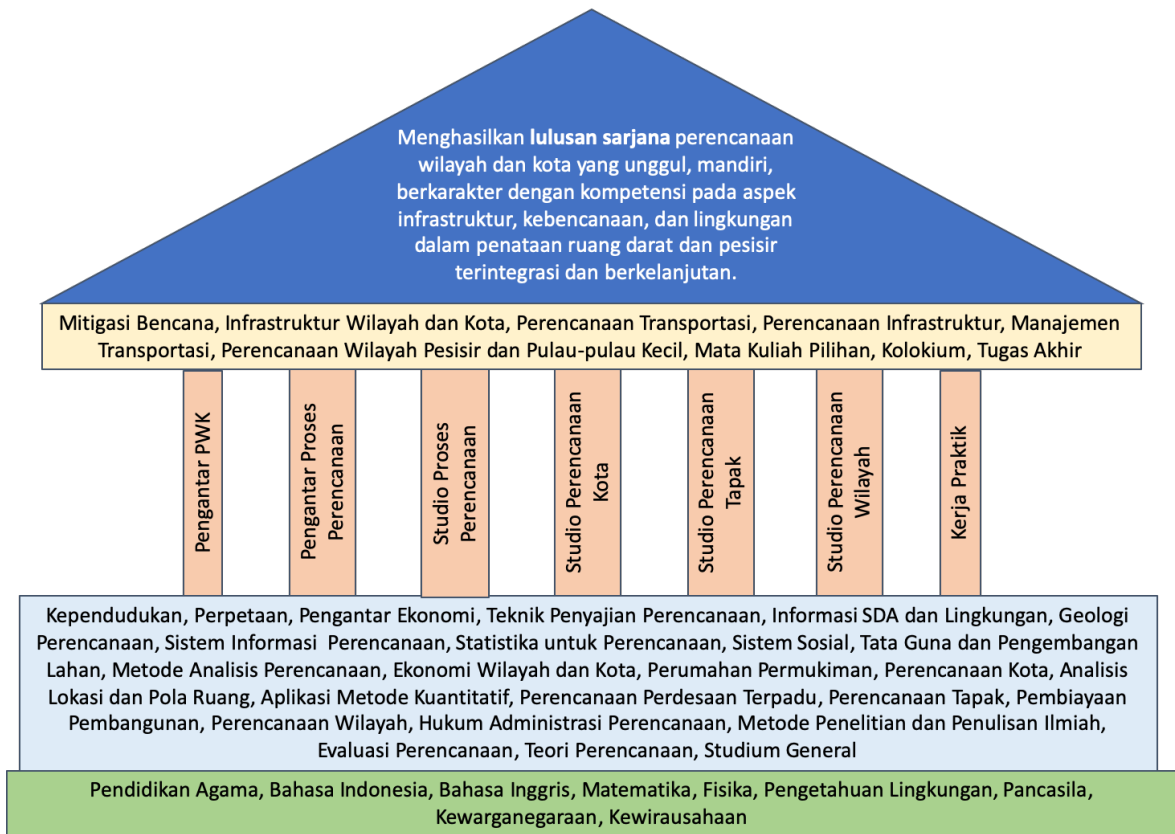 Menghasilkan lulusan sarjana perencanaan
wilayah dan kota yang unggul, mandiri,
berkarakter dengan kompetensi pada aspek
infrastruktur, kebencanaan, dan lingkungan
dalam penataan ruang darat dan pesisir
terintegrasi dan berkelanjutan.
Mitigasi Bencana, Infrastruktur Wilayah dan Kota, Perencanaan Transportasi, Perencanaan Infrastruktur, Manajemen
Transportasi, Perencanaan Wilayah Pesisir dan Pulau-pulau Kecil, Mata Kuliah Pilihan, Kolokium, Tugas Akhir
Pengantar PWK
Pengantar Proses
Perencanaan
Studio Proses
Perencanaan
Studio Perencanaan
Kota
Studio Perencanaan
Tapak
Studio Perencanaan
Wilayah
Kerja Praktik
Kependudukan, Perpetaan, Pengantar Ekonomi, Teknik Penyajian Perencanaan, Informasi SDA dan Lingkungan, Geologi
Perencanaan, Sistem Informasi Perencanaan, Statistika untuk Perencanaan, Sistem Sosial, Tata Guna dan Pengembangan
Lahan, Metode Analisis Perencanaan, Ekonomi Wilayah dan Kota, Perumahan Permukiman, Perencanaan Kota, Analisis
Lokasi dan Pola Ruang, Aplikasi Metode Kuantitatif, Perencanaan Perdesaan Terpadu, Perencanaan Tapak, Pembiayaan
Pembangunan, Perencanaan Wilayah, Hukum Administrasi Perencanaan, Metode Penelitian dan Penulisan Ilmiah,
Evaluasi Perencanaan, Teori Perencanaan, Studium General
Pendidikan Agama, Bahasa Indonesia, Bahasa Inggris, Matematika, Fisika, Pengetahuan Lingkungan, Pancasila,
Kewarganegaraan, Kewirausahaan